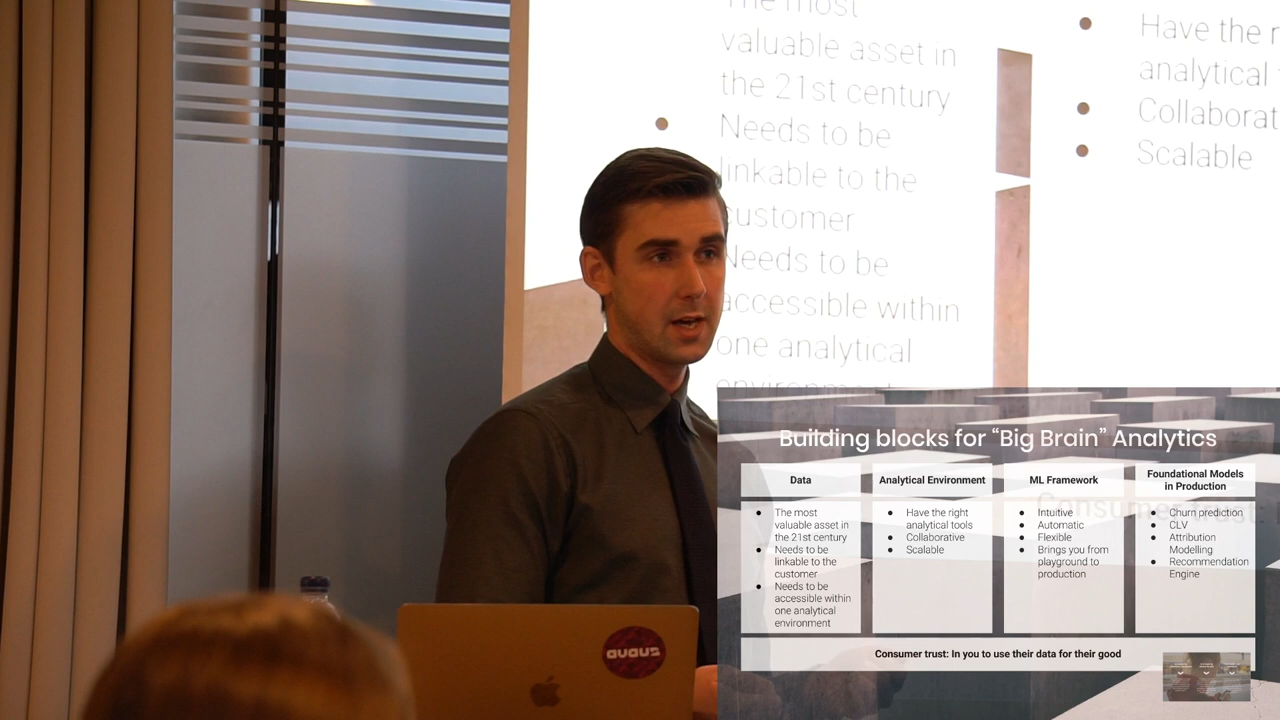 The most
valuable asset in
the 21st century
Needs to be
linkable to the
customer
Needs to be
accessible within
one analytical
environment
Have the r
analytical
Collaborat
Scalable
auaus
Building blocks for “Big Brain” Analytics
Data
The most
valuable asset in
the 21st century
Needs to be
linkable to the
customer
Needs to be
accessible within
one analytical
environment
Analytical Environment
Have the right
analytical tools
Collaborative
Scalable
ML Framework
Intuitive
Automatic
Flexible
Brings you from
playground to
production
Foundational Models
in Production
Churn prediction
CLV
Attribution
Modelling
Recommendation
Engine
Consumer trust
Consumer trust: In you to use their data for their good